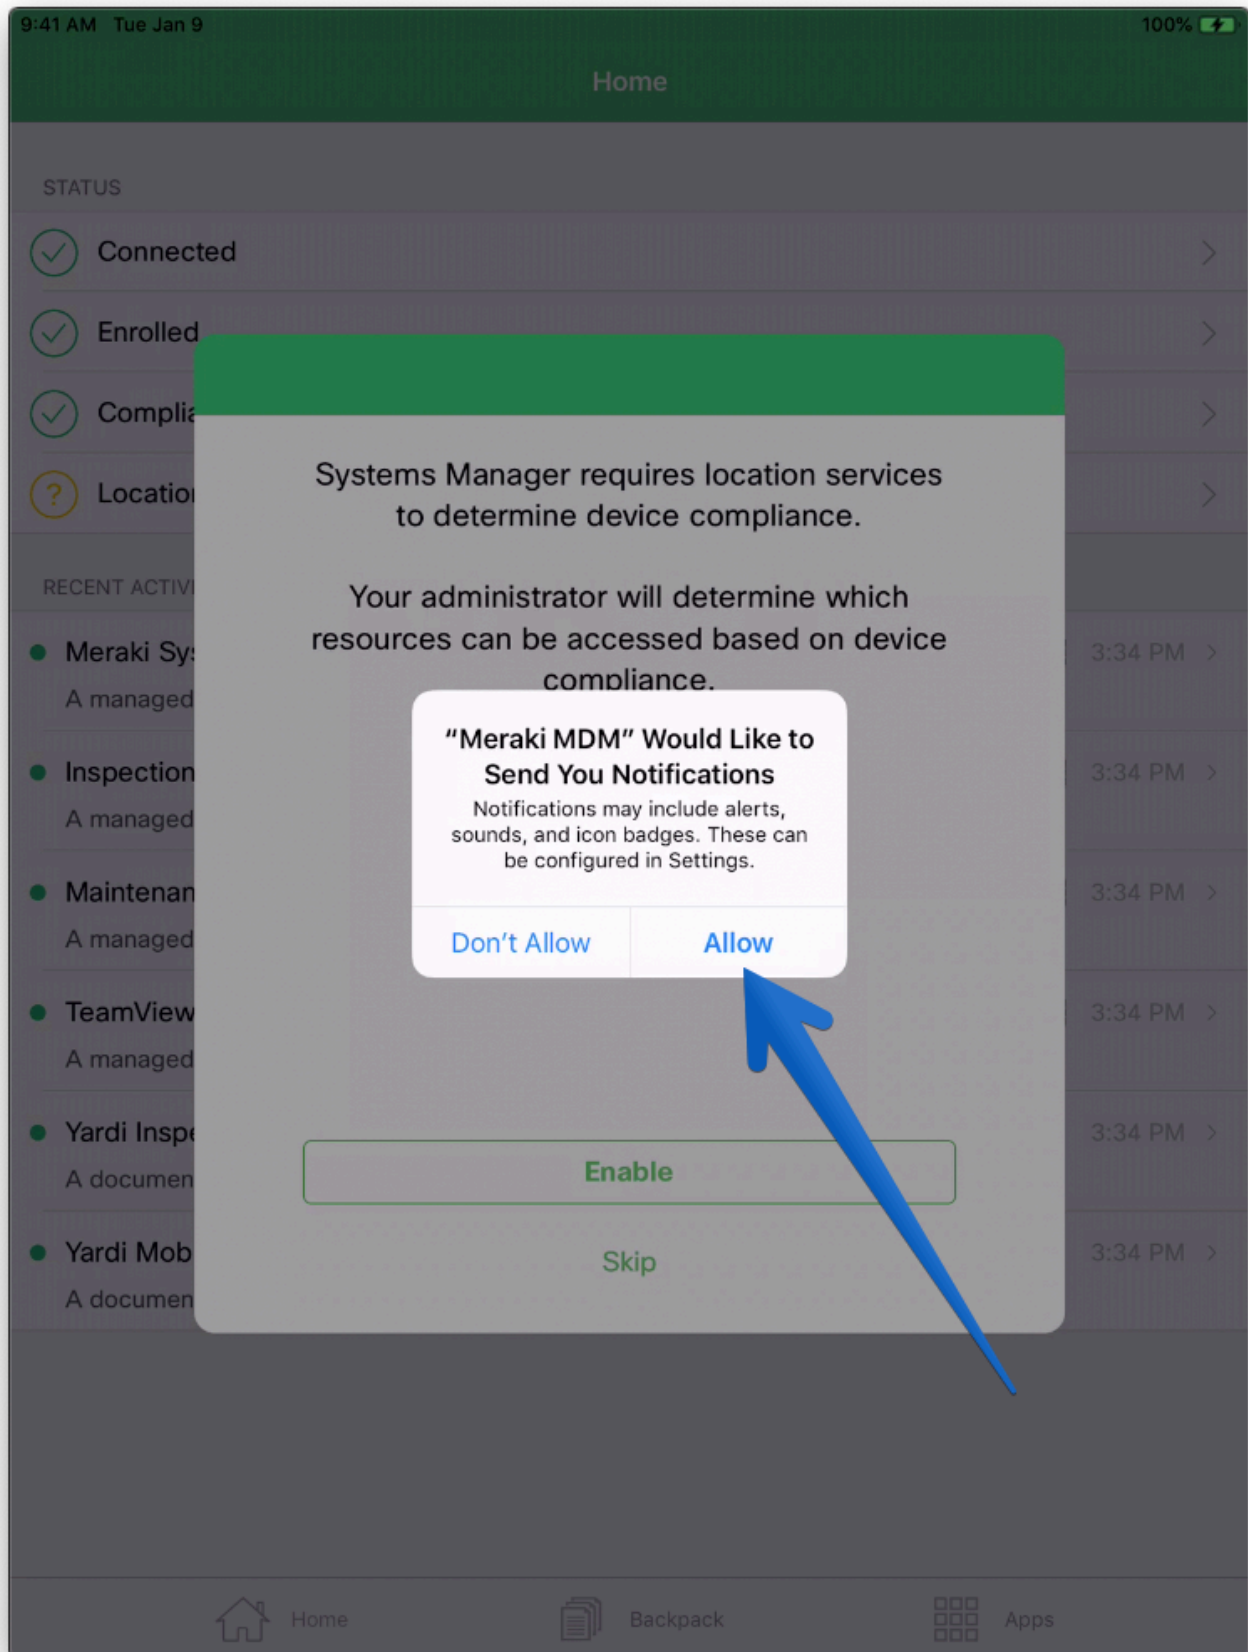 9:41 AM Tue Jan 9 100%
Home
STATUS
Connected
Enrolled
Complia
Location
Systems Manager requires location services
to determine device compliance.
Your administrator will determine which
resources can be accessed based on device
compliance.
RECENT ACTIVI
Meraki Sys 3:34 PM
A managed
Inspection 3:34 PM
A managed
Maintenan 3:34 PM
A managed
TeamView 3:34 PM
A managed
Yardi Inspe 3:34 PM
A documen
Yardi Mob 3:34 PM
A documen
“Meraki MDM” Would Like to
Send You Notifications
Notifications may include alerts,
sounds, and icon badges. These can
be configured in Settings.
Don’t Allow Allow
Enable
Skip
Home Backpack Apps